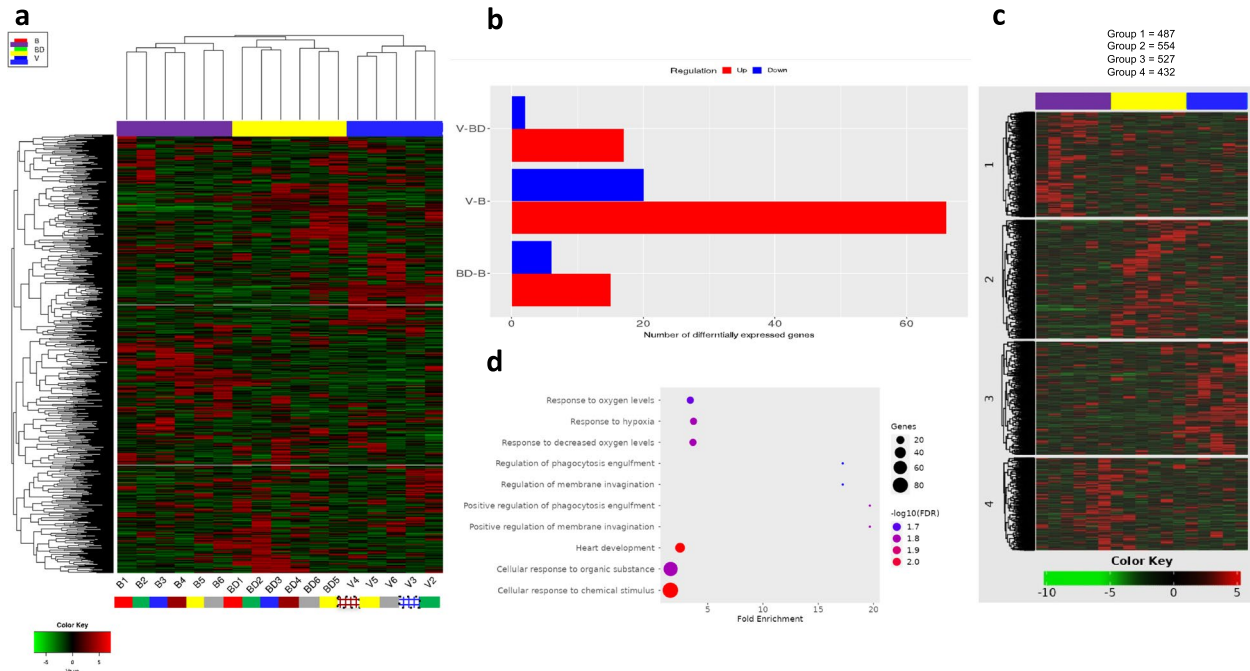 a
B
BD
V
B1 B2 B3 B4 B5 B6 BD1 BD2 BD3 BD4 BD6 BD5 V4 V5 V6 V3 V2
Color Key
-5 0 5
b
Regulation Up Down
V-BD
V-B
BD-B
0 20 40 60
Number of differntially expressed genes
c
Group 1 = 487
Group 2 = 554
Group 3 = 527
Group 4 = 432
1
2
3
4
Color Key
-10 -5 0 5
d
Response to oxygen levels
Response to hypoxia
Response to decreased oxygen levels
Regulation of phagocytosis engulfment
Regulation of membrane invagination
Positive regulation of phagocytosis engulfment
Positive regulation of membrane invagination
Heart development
Cellular response to organic substance
Cellular response to chemical stimulus
5 10 15 20
Fold Enrichment
Genes
20
40
60
80
-log10(FDR)
1.7
1.8
1.9
2.0